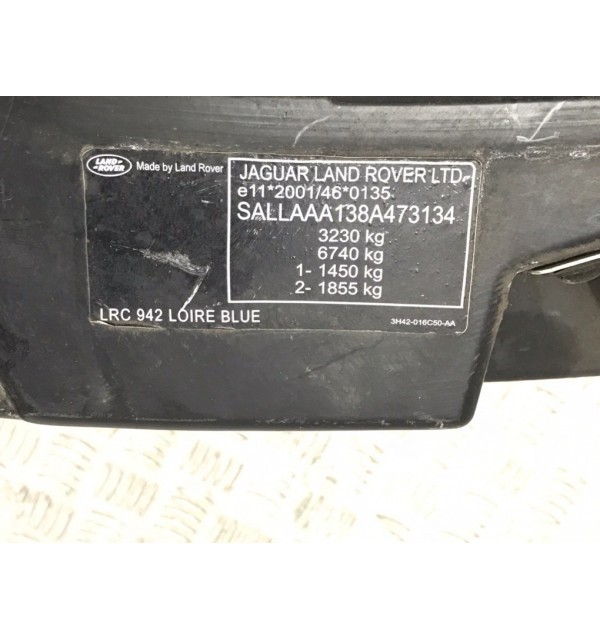 LAND-
-ROVER
Made by Land Rover
JAGUAR LAND ROVER LTD.
e11*2001/46*0135
SALLAAA138A473134
3230 kg
6740 kg
1- 1450 kg
2- 1855 kg
LRC 942 LOIRE BLUE
3H42-016C50-AA